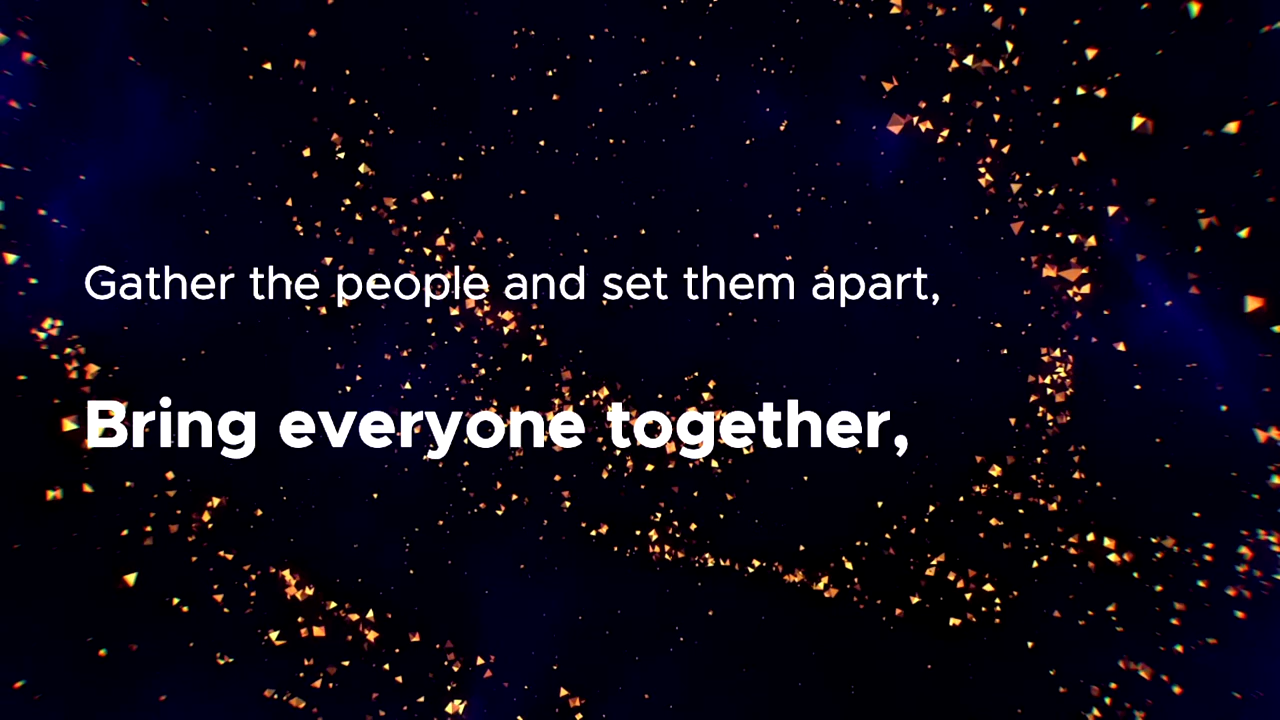 Gather the people and set them apart,
Bring everyone together,